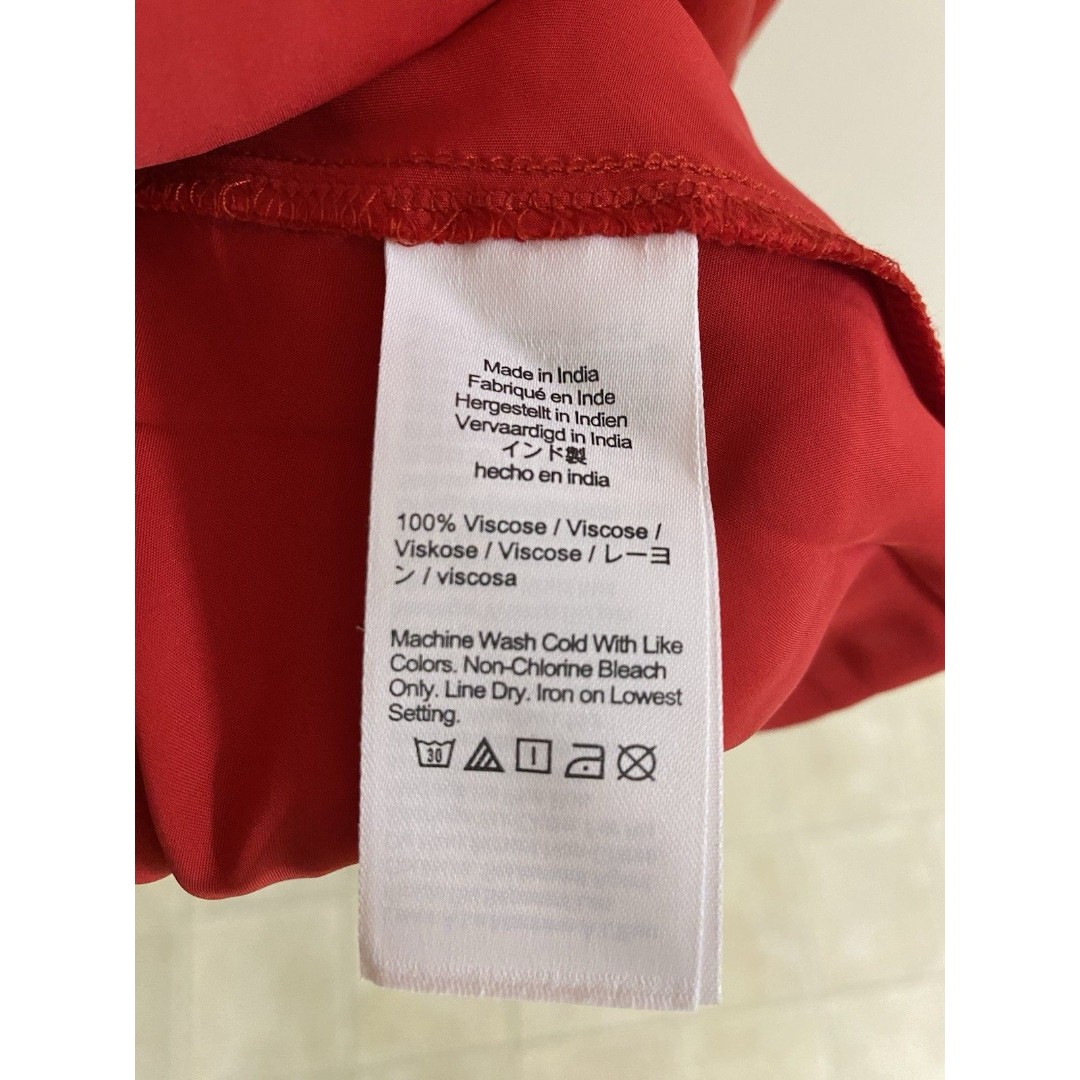 Made in India
Fabriqué en Inde
Hergestellt in Indien
Vervaardigd in India
インド製
hecho en india
100% Viscose / Viscose /
Viskose / Viscose / レーヨ
ン / viscosa
Machine Wash Cold With Like
Colors. Non-Chlorine Bleach
Only. Line Dry. Iron on Lowest
Setting.
30